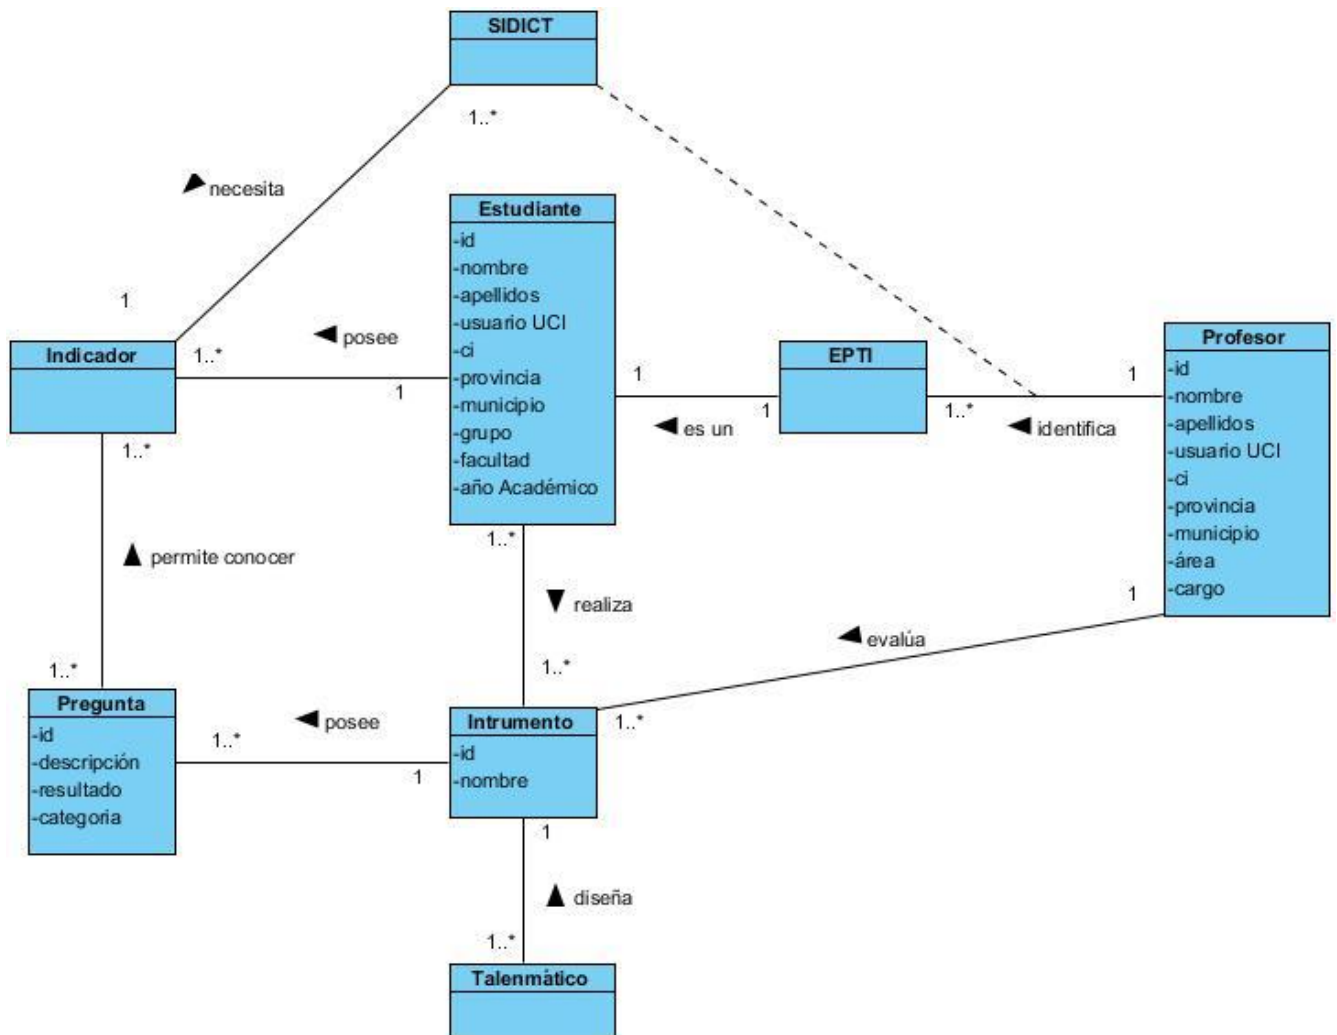 SIDICT
1..*
necesita
Estudiante
-id
-nombre
-apellidos
-usuario UCI
-ci
-provincia
-municipio
-grupo
-facultad
-año Académico
1
Indicador
1..*
posee
1
1..*
1
es un
1
EPTI
1..*
identifica
1
Profesor
-id
-nombre
-apellidos
-usuario UCI
-ci
-provincia
-municipio
-área
-cargo
1
permite conocer
1..*
realiza
1..*
evalúa
1..*
1..*
Pregunta
-id
-descripción
-resultado
-categoria
1..*
posee
1
Intrumento
-id
-nombre
1
diseña
1..*
Talenmático